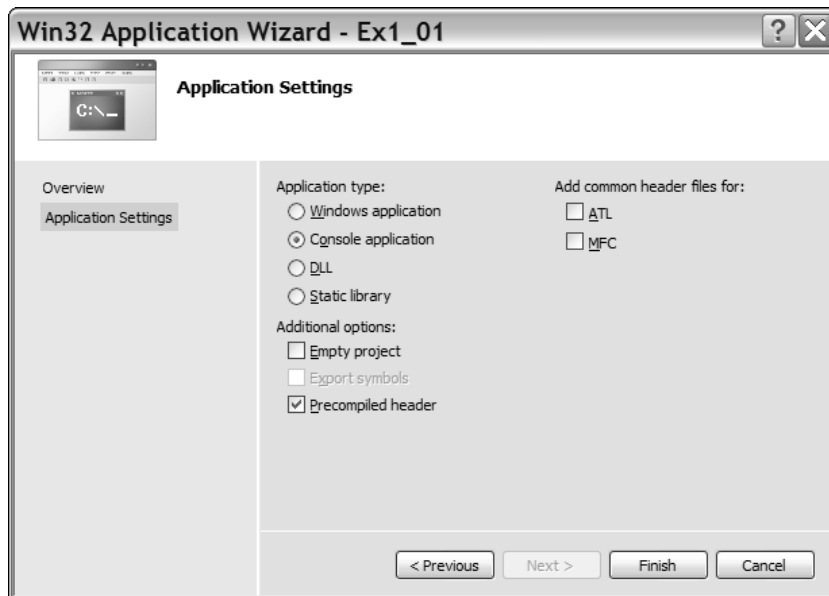 Win32 Application Wizard - Ex1_01
C:\_
Application Settings
Overview
Application Settings
Application type:
Windows application
Console application
DLL
Static library
Additional options:
Empty project
Export symbols
Precompiled header
Add common header files for:
ATL
MFC
< Previous
Next >
Finish
Cancel